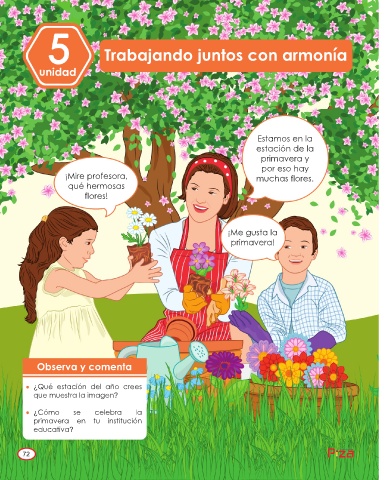 5
unidad
Trabajando juntos con armonía
Estamos en la
estación de la
primavera y
por eso hay
muchas flores.
¡Mire profesora,
qué hermosas
flores!
¡Me gusta la
primavera!
Observa y comenta
• ¿Qué estación del año crees
que muestra la imagen?
• ¿Cómo se celebra la
primavera en tu institución
educativa?
72